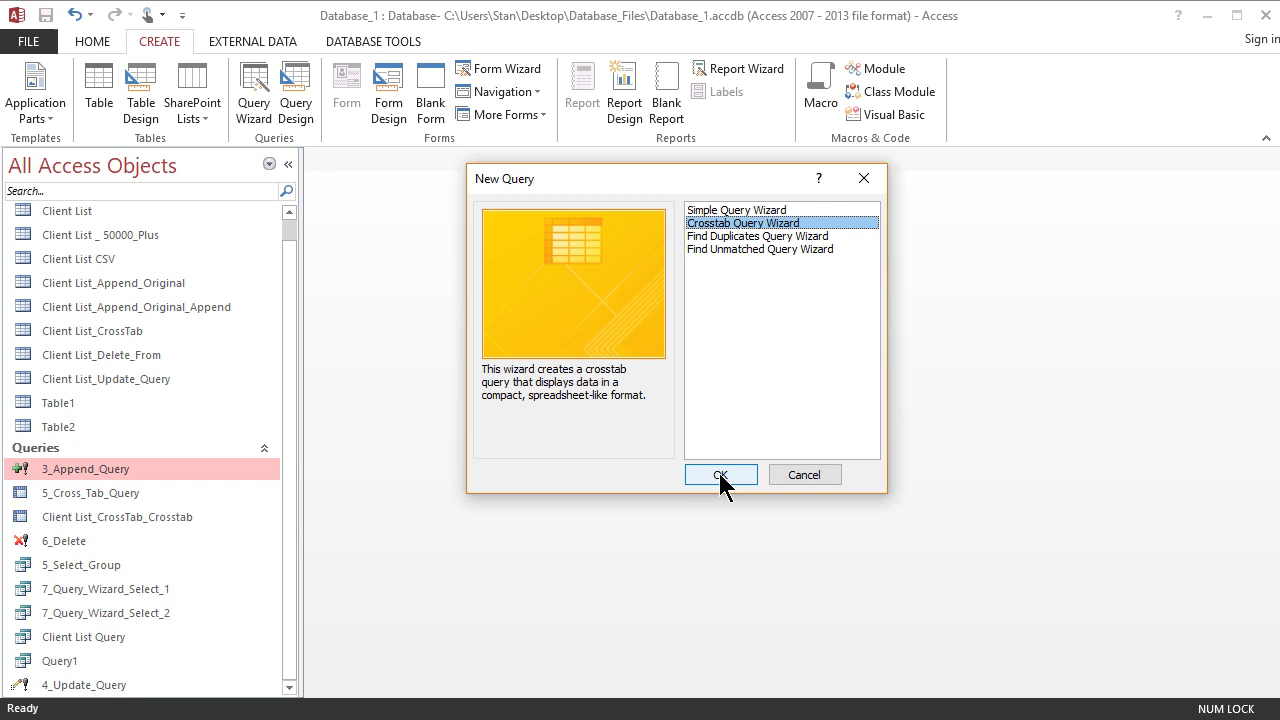 Database_1 : Database- C:\Users\Stan\Desktop\Database_Files\Database_1.accdb (Access 2007 - 2013 file format) - Access
FILE HOME CREATE EXTERNAL DATA DATABASE TOOLS Sign in
Application Parts
Table
Table Design
SharePoint Lists
Query Wizard
Query Design
Form
Form Design
Blank Form
Form Wizard
Navigation
More Forms
Report
Report Design
Blank Report
Report Wizard
Labels
Macro
Module
Class Module
Visual Basic
Templates Tables Queries Forms Reports Macros & Code
All Access Objects
Search...
Client List
Client List _ 50000_Plus
Client List CSV
Client List_Append_Original
Client List_Append_Original_Append
Client List_CrossTab
Client List_Delete_From
Client List_Update_Query
Table1
Table2
Queries
3_Append_Query
5_Cross_Tab_Query
Client List_CrossTab_Crosstab
6_Delete
5_Select_Group
7_Query_Wizard_Select_1
7_Query_Wizard_Select_2
Client List Query
Query1
4_Update_Query
New Query
This wizard creates a crosstab
query that displays data in a
compact, spreadsheet-like format.
Simple Query Wizard
Crosstab Query Wizard
Find Duplicates Query Wizard
Find Unmatched Query Wizard
OK Cancel
Ready NUM LOCK